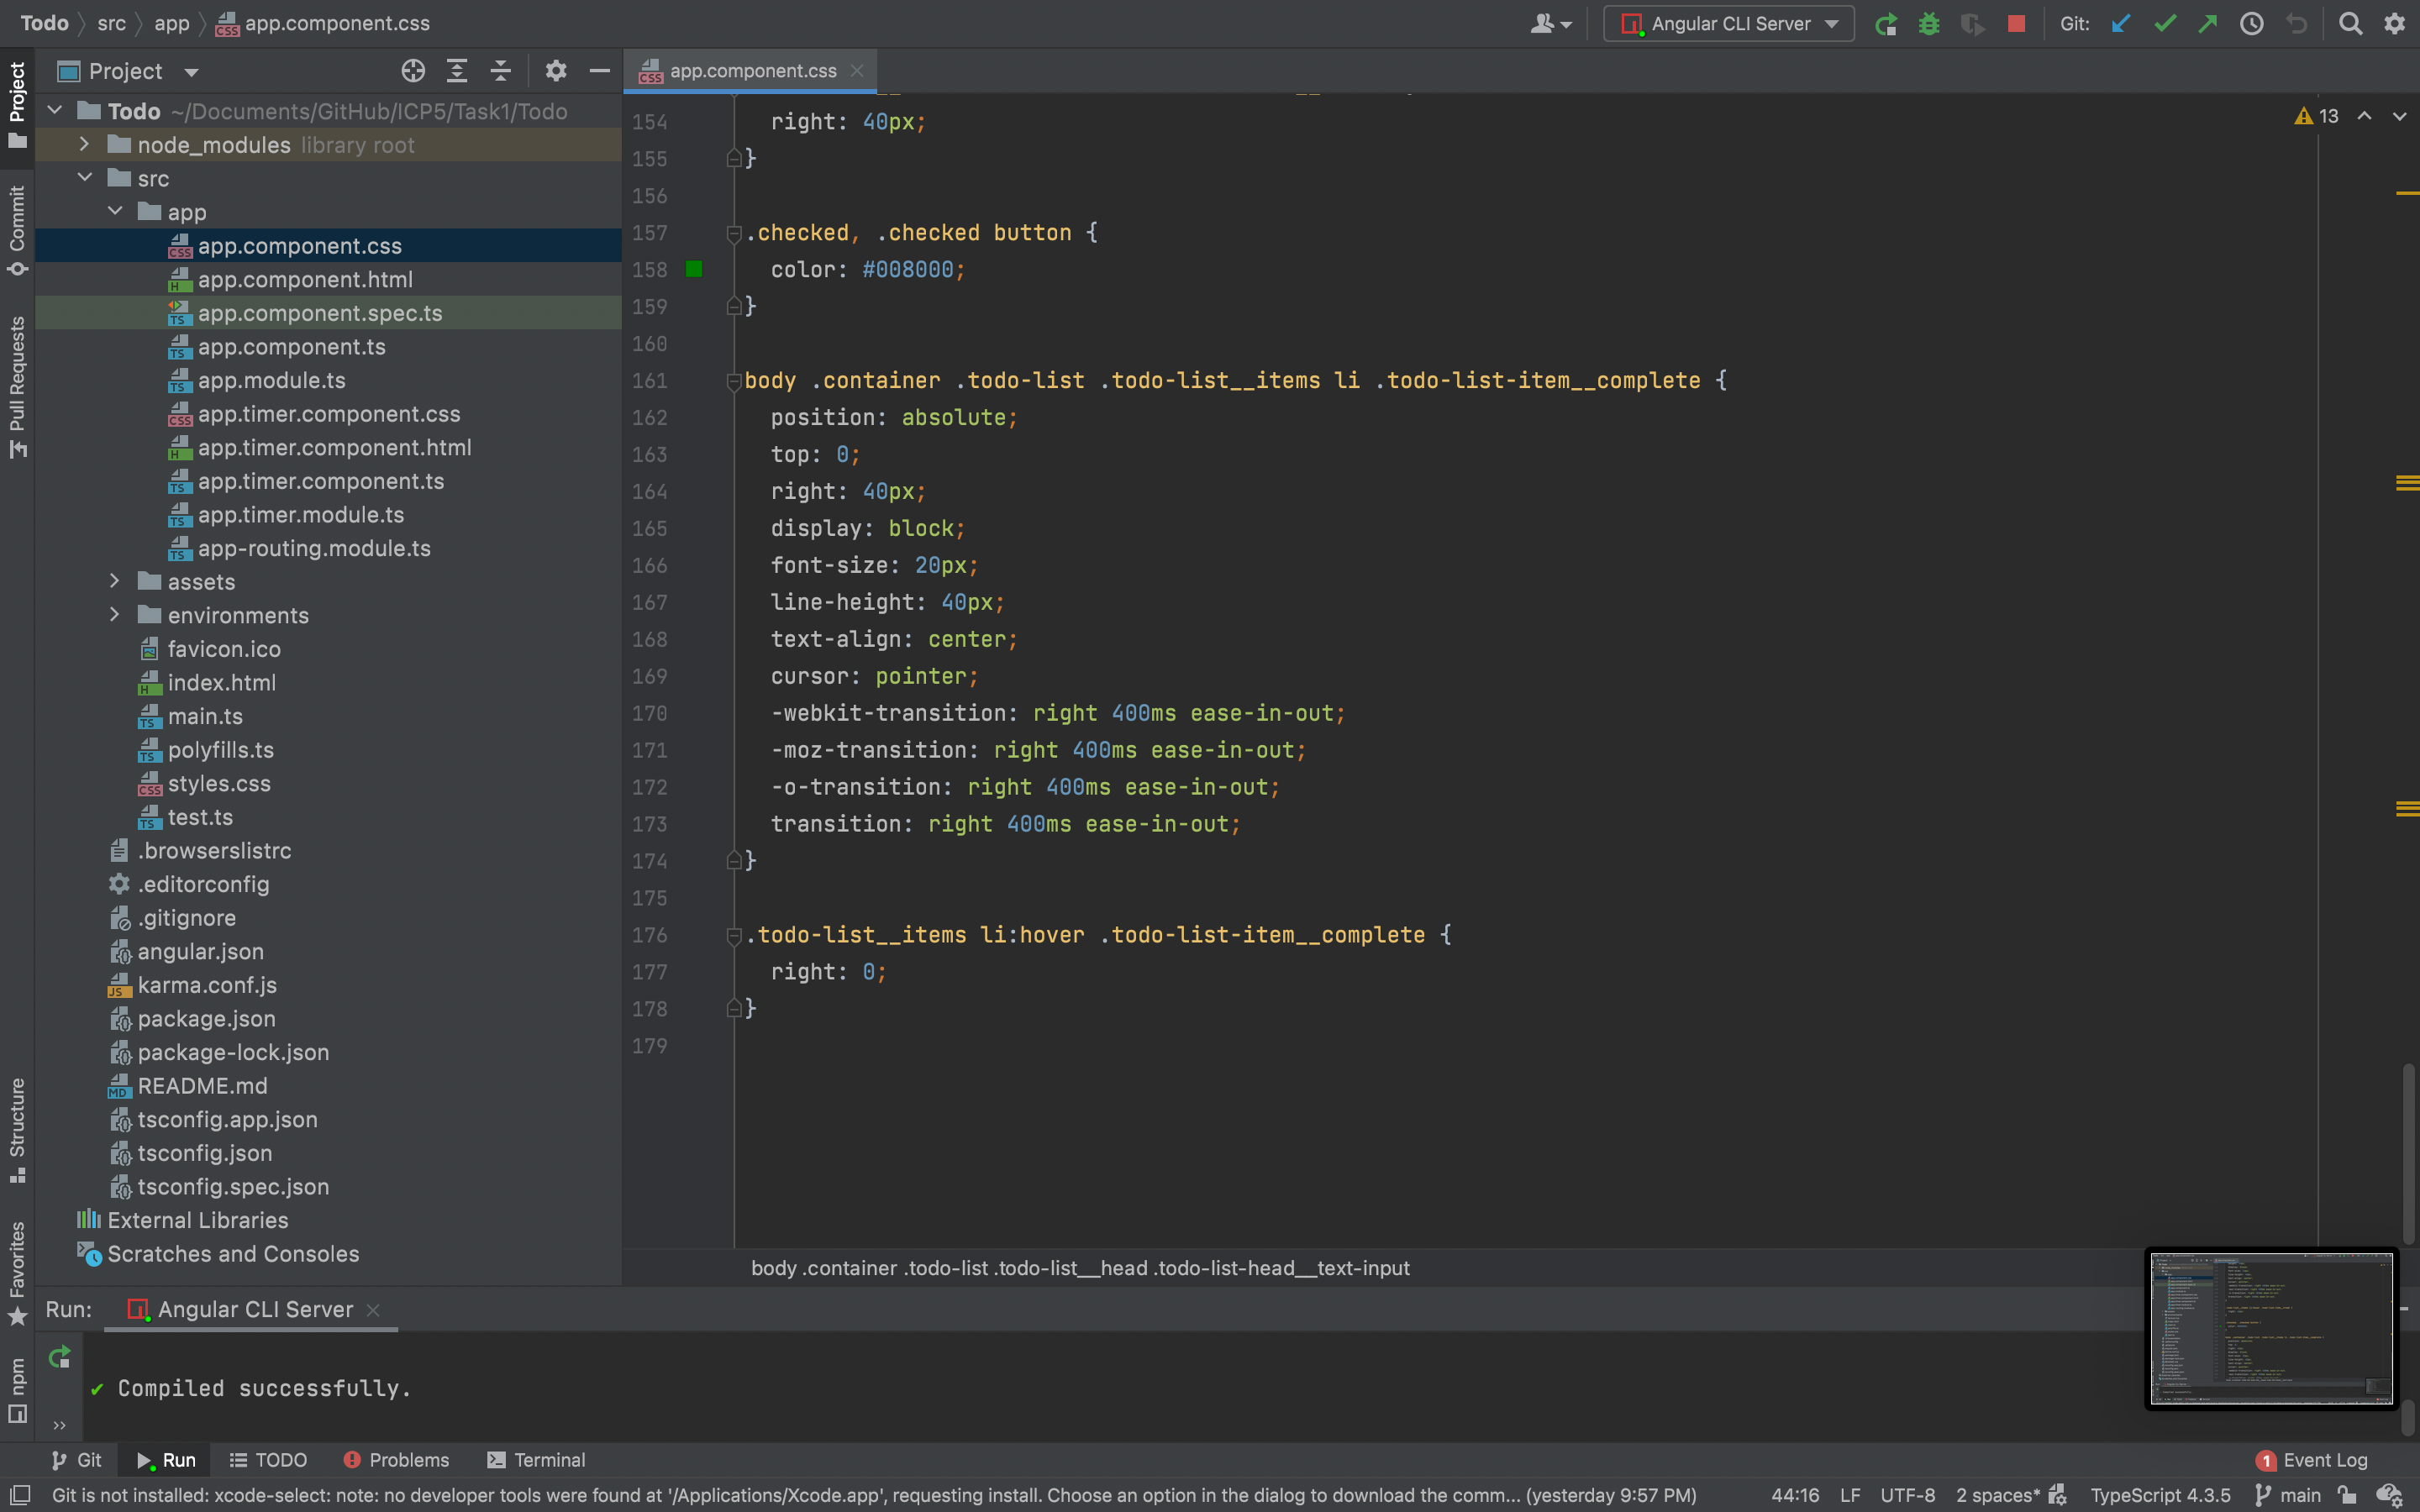 Todo src app app.component.css Angular CLI Server Git:
Project app.component.css
Todo ~/Documents/GitHub/ICP5/Task1/Todo
node_modules library root
src
app
app.component.css
app.component.html
app.component.spec.ts
app.component.ts
app.module.ts
app.timer.component.css
app.timer.component.html
app.timer.component.ts
app.timer.module.ts
app-routing.module.ts
assets
environments
favicon.ico
index.html
main.ts
polyfills.ts
styles.css
test.ts
.browserslistrc
.editorconfig
.gitignore
angular.json
karma.conf.js
package.json
package-lock.json
README.md
tsconfig.app.json
tsconfig.json
tsconfig.spec.json
External Libraries
Scratches and Consoles
Project
Commit
Pull Requests
Structure
Favorites
npm
13
154 right: 40px;
155 }
156
157 .checked, .checked button {
158 color: #008000;
159 }
160
161 body .container .todo-list .todo-list__items li .todo-list-item__complete {
162 position: absolute;
163 top: 0;
164 right: 40px;
165 display: block;
166 font-size: 20px;
167 line-height: 40px;
168 text-align: center;
169 cursor: pointer;
170 -webkit-transition: right 400ms ease-in-out;
171 -moz-transition: right 400ms ease-in-out;
172 -o-transition: right 400ms ease-in-out;
173 transition: right 400ms ease-in-out;
174 }
175
176 .todo-list__items li:hover .todo-list-item__complete {
177 right: 0;
178 }
179
body .container .todo-list .todo-list__head .todo-list-head__text-input
Run: Angular CLI Server
✔ Compiled successfully.
Git Run TODO Problems Terminal 1 Event Log
Git is not installed: xcode-select: note: no developer tools were found at '/Applications/Xcode.app', requesting install. Choose an option in the dialog to download the comm... (yesterday 9:57 PM) 44:16 LF UTF-8 2 spaces* TypeScript 4.3.5 main